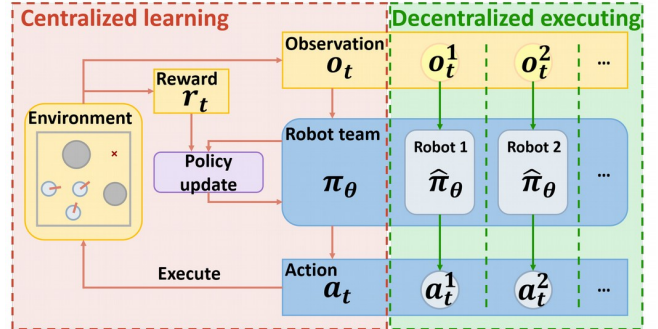 Centralized learning
Decentralized executing
Observation
o_t
o_t^1
o_t^2
...
Reward
r_t
Environment
×
Policy
update
Robot team
π_θ
Robot 1
π̂_θ
Robot 2
π̂_θ
...
Execute
Action
a_t
a_t^1
a_t^2
...